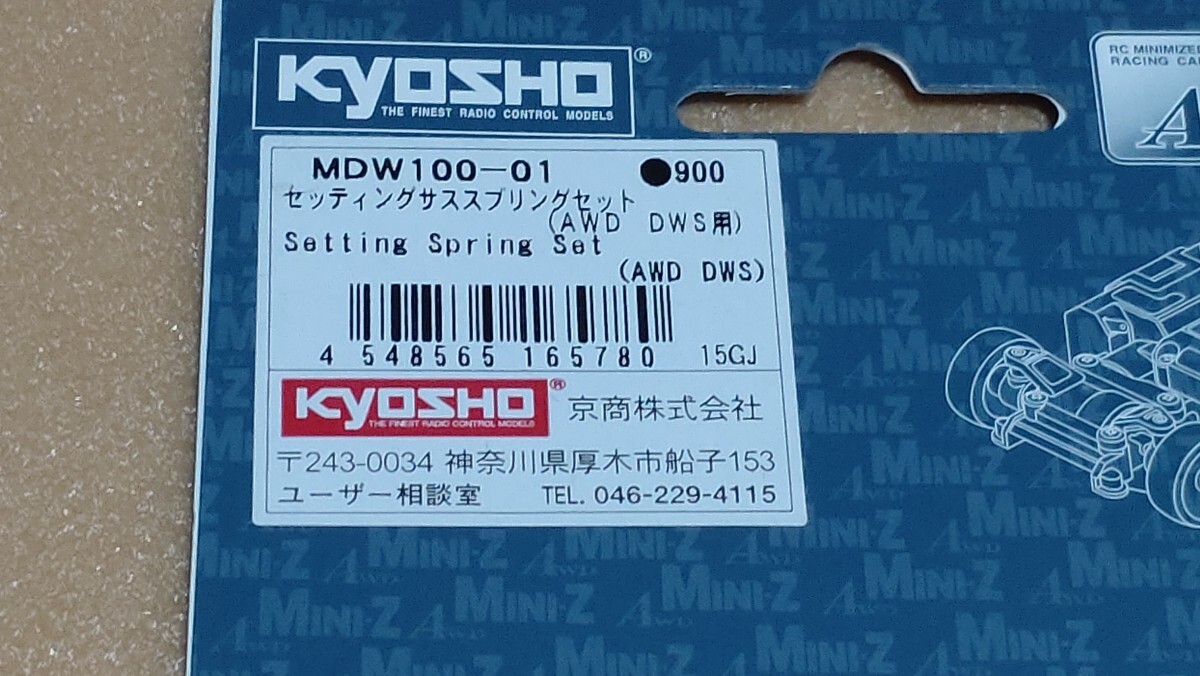 KYOSHO®
THE FINEST RADIO CONTROL MODELS
RC MINIMIZED
RACING CA
A
MDW100-01 ●900
セッティングサススプリングセット
(AWD DWS用)
Setting Spring Set
(AWD DWS)
4 548565 165780 15GJ
KYOSHO® 京商株式会社
THE FINEST RADIO CONTROL MODELS
〒243-0034 神奈川県厚木市船子153
ユーザー相談室 TEL. 046-229-4115
MINI-Z AWD